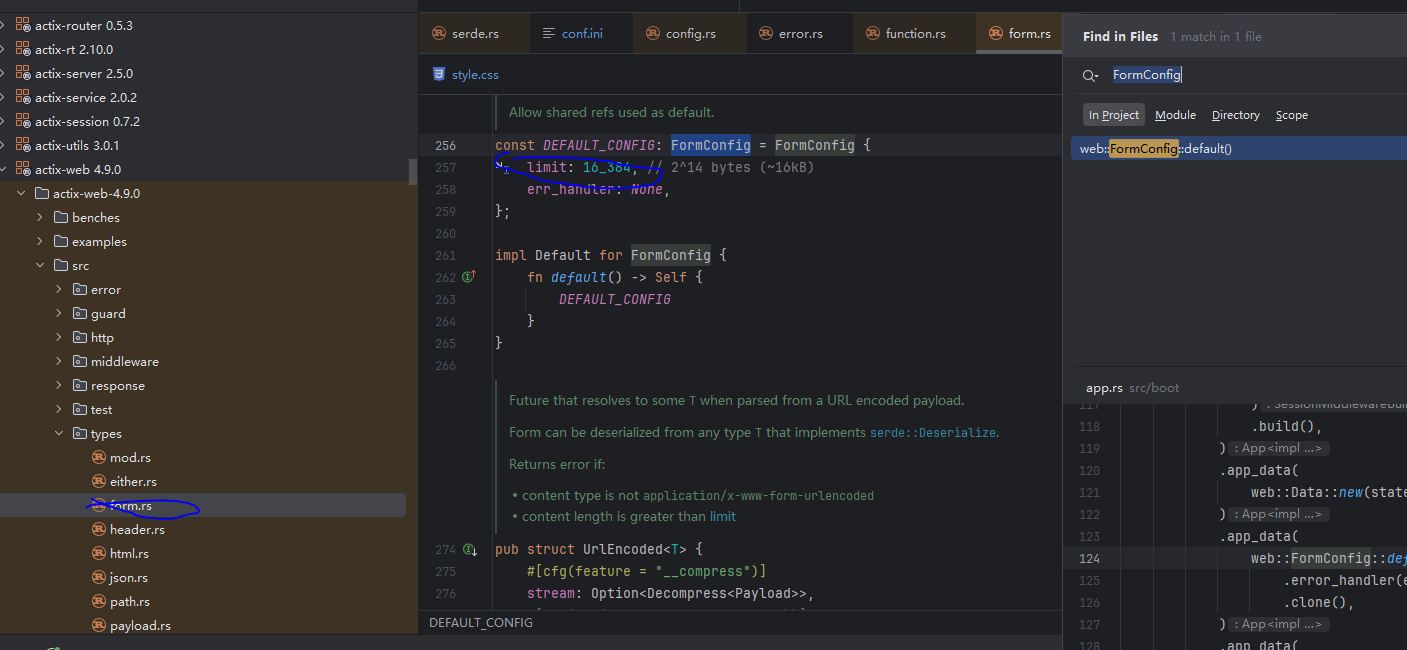 actix-router 0.5.3
actix-rt 2.10.0
actix-server 2.5.0
actix-service 2.0.2
actix-session 0.7.2
actix-utils 3.0.1
actix-web 4.9.0
actix-web-4.9.0
benches
examples
src
error
guard
http
middleware
response
test
types
mod.rs
either.rs
form.rs
header.rs
html.rs
json.rs
path.rs
payload.rs
serde.rs conf.ini config.rs error.rs function.rs form.rs
style.css
Allow shared refs used as default.
256 const DEFAULT_CONFIG: FormConfig = FormConfig {
257 limit: 16_384, // 2^14 bytes (~16kB)
258 err_handler: None,
259 };
260
261 impl Default for FormConfig {
262 fn default() -> Self {
263 DEFAULT_CONFIG
264 }
265 }
266
Future that resolves to some T when parsed from a URL encoded payload.
Form can be deserialized from any type T that implements serde::Deserialize.
Returns error if:
• content type is not application/x-www-form-urlencoded
• content length is greater than limit
274 pub struct UrlEncoded<T> {
275 #[cfg(feature = "__compress")]
276 stream: Option<Decompress<Payload>>,
DEFAULT_CONFIG
Find in Files 1 match in 1 file
FormConfig
In Project Module Directory Scope
web::FormConfig::default()
app.rs src/boot
117 )
118 .build(),
119 ) : App<impl ...>
120 .app_data(
121 web::Data::new(state
122 ) : App<impl ...>
123 .app_data(
124 web::FormConfig::def
125 .error_handler(e
126 .clone(),
127 ) : App<impl ...>
128 .app_data(